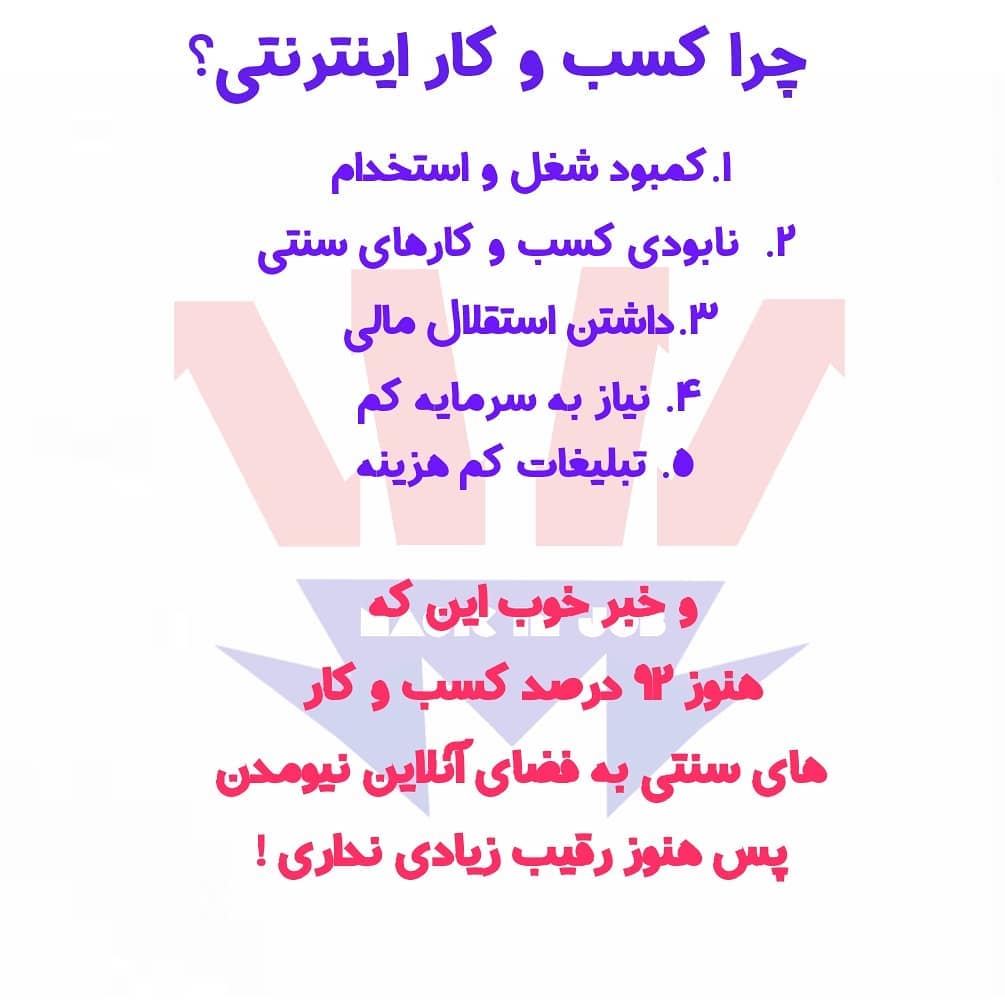 چرا کسب و کار اینترنتی؟
۱.کمبود شغل و استخدام
۲. نابودی کسب و کارهای سنتی
۳.داشتن استقلال مالی
۴. نیاز به سرمایه کم
۵. تبلیغات کم هزینه
و خبر خوب این که
هنوز ۹۲ درصد کسب و کار
های سنتی به فضای آنلاین نیومدن
پس هنوز رقیب زیادی نداری !